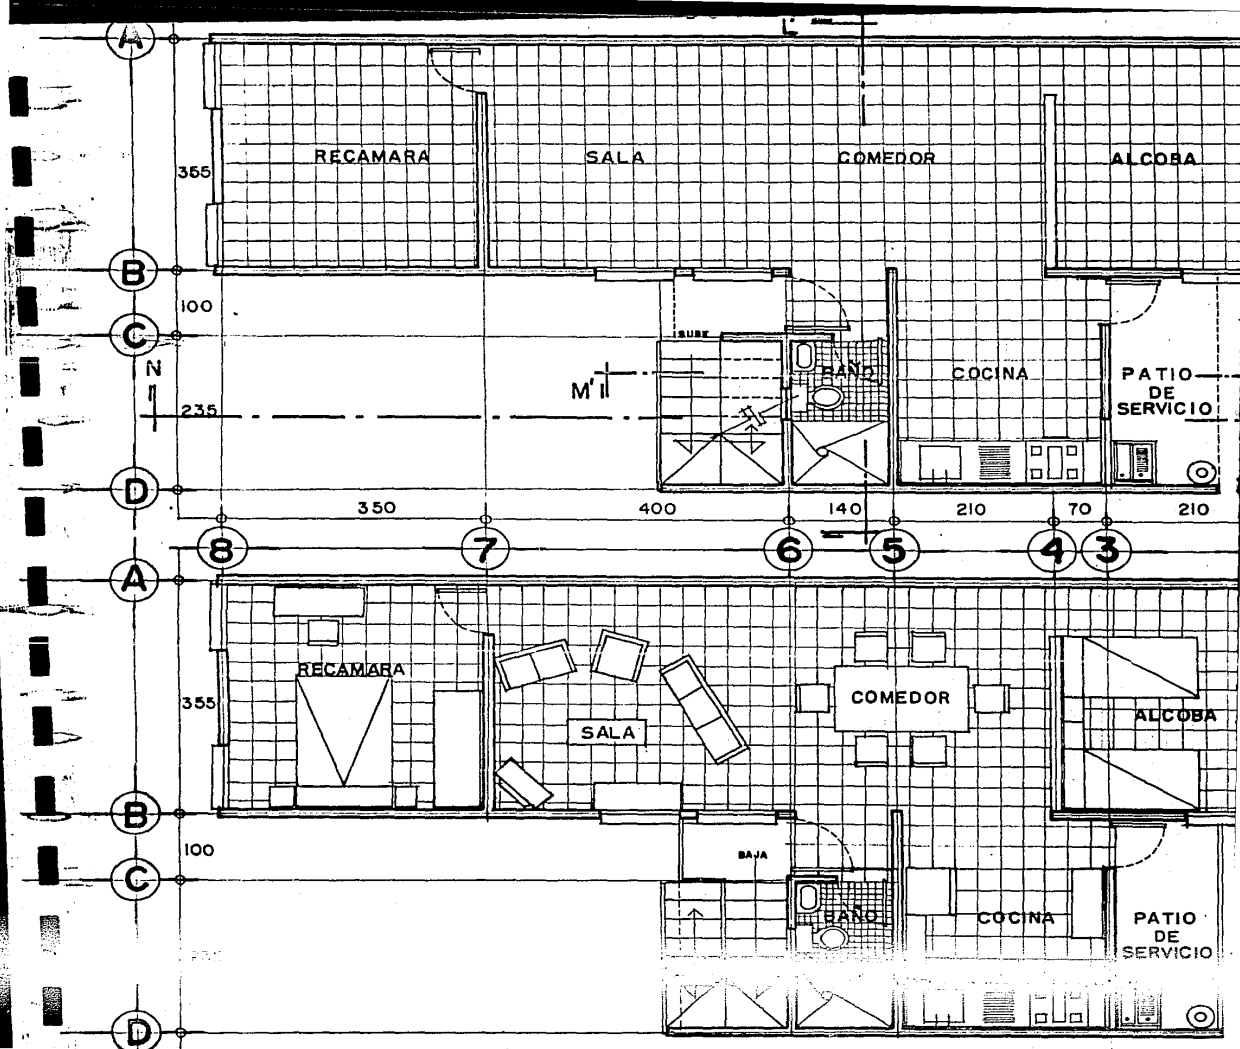 A
RECAMARA
SALA
COMEDOR
ALCOBA
355
B
100
SUBE
C
N
M'
BAÑO
COCINA
PATIO
DE
SERVICIO
235
D
350
400
140
210
70
210
8
7
6
5
4
3
A
RECAMARA
COMEDOR
355
ALCOBA
SALA
B
100
BAJA
C
BAÑO
COCINA
PATIO
DE
SERVICIO
235
D